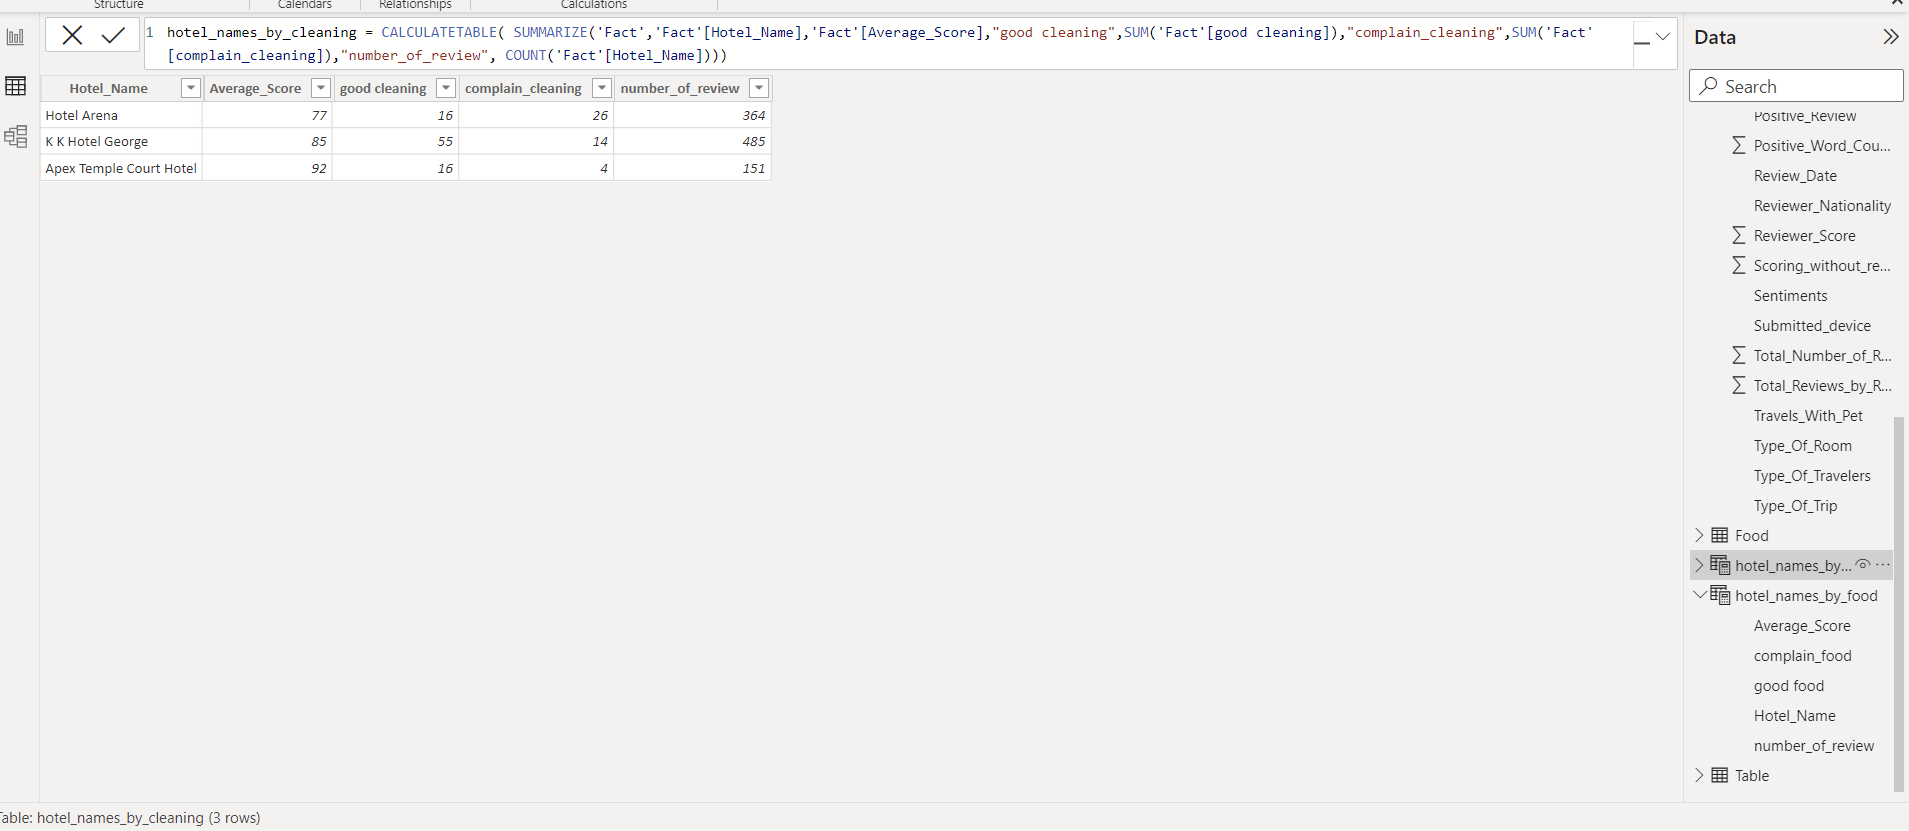 Structure Calendars Relationships Calculations
1 hotel_names_by_cleaning = CALCULATETABLE( SUMMARIZE('Fact','Fact'[Hotel_Name],'Fact'[Average_Score],"good cleaning",SUM('Fact'[good cleaning]),"complain_cleaning",SUM('Fact'
[complain_cleaning]),"number_of_review", COUNT('Fact'[Hotel_Name])))
Hotel_Name Average_Score good cleaning complain_cleaning number_of_review
Hotel Arena 77 16 26 364
K K Hotel George 85 55 14 485
Apex Temple Court Hotel 92 16 4 151
Data
Search
Positive_Review
Positive_Word_Cou...
Review_Date
Reviewer_Nationality
Reviewer_Score
Scoring_without_re...
Sentiments
Submitted_device
Total_Number_of_R...
Total_Reviews_by_R...
Travels_With_Pet
Type_Of_Room
Type_Of_Travelers
Type_Of_Trip
Food
hotel_names_by...
hotel_names_by_food
Average_Score
complain_food
good food
Hotel_Name
number_of_review
Table
Table: hotel_names_by_cleaning (3 rows)